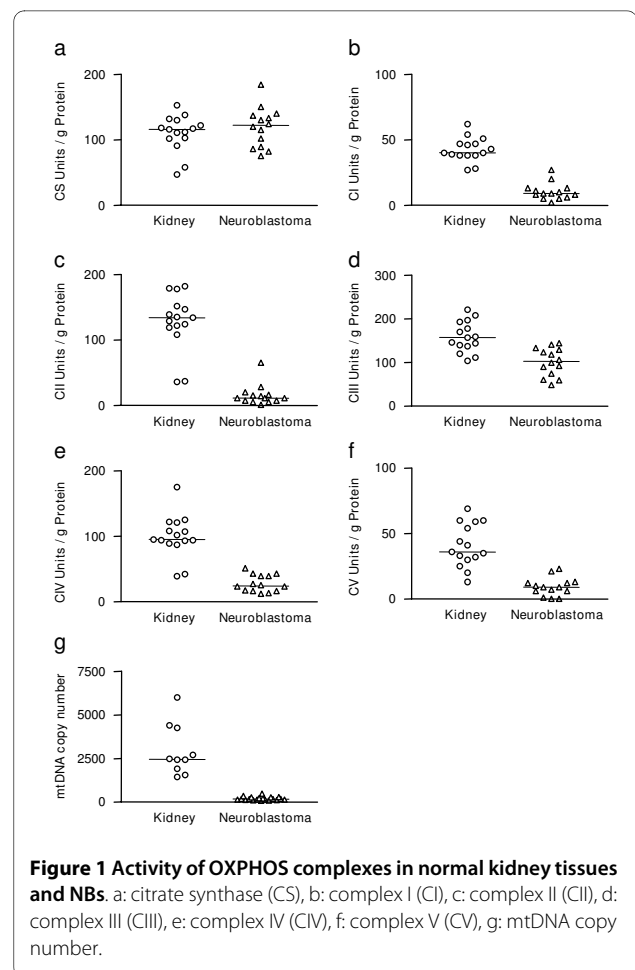 a
200
100
0
CS Units / g Protein
Kidney Neuroblastoma
b
100
50
0
CI Units / g Protein
Kidney Neuroblastoma
c
200
100
0
CII Units / g Protein
Kidney Neuroblastoma
d
300
200
100
0
CIII Units / g Protein
Kidney Neuroblastoma
e
200
100
0
CIV Units / g Protein
Kidney Neuroblastoma
f
100
50
0
CV Units / g Protein
Kidney Neuroblastoma
g
7500
5000
2500
0
mtDNA copy number
Kidney Neuroblastoma
Figure 1 Activity of OXPHOS complexes in normal kidney tissues
and NBs. a: citrate synthase (CS), b: complex I (CI), c: complex II (CII), d:
complex III (CIII), e: complex IV (CIV), f: complex V (CV), g: mtDNA copy
number.